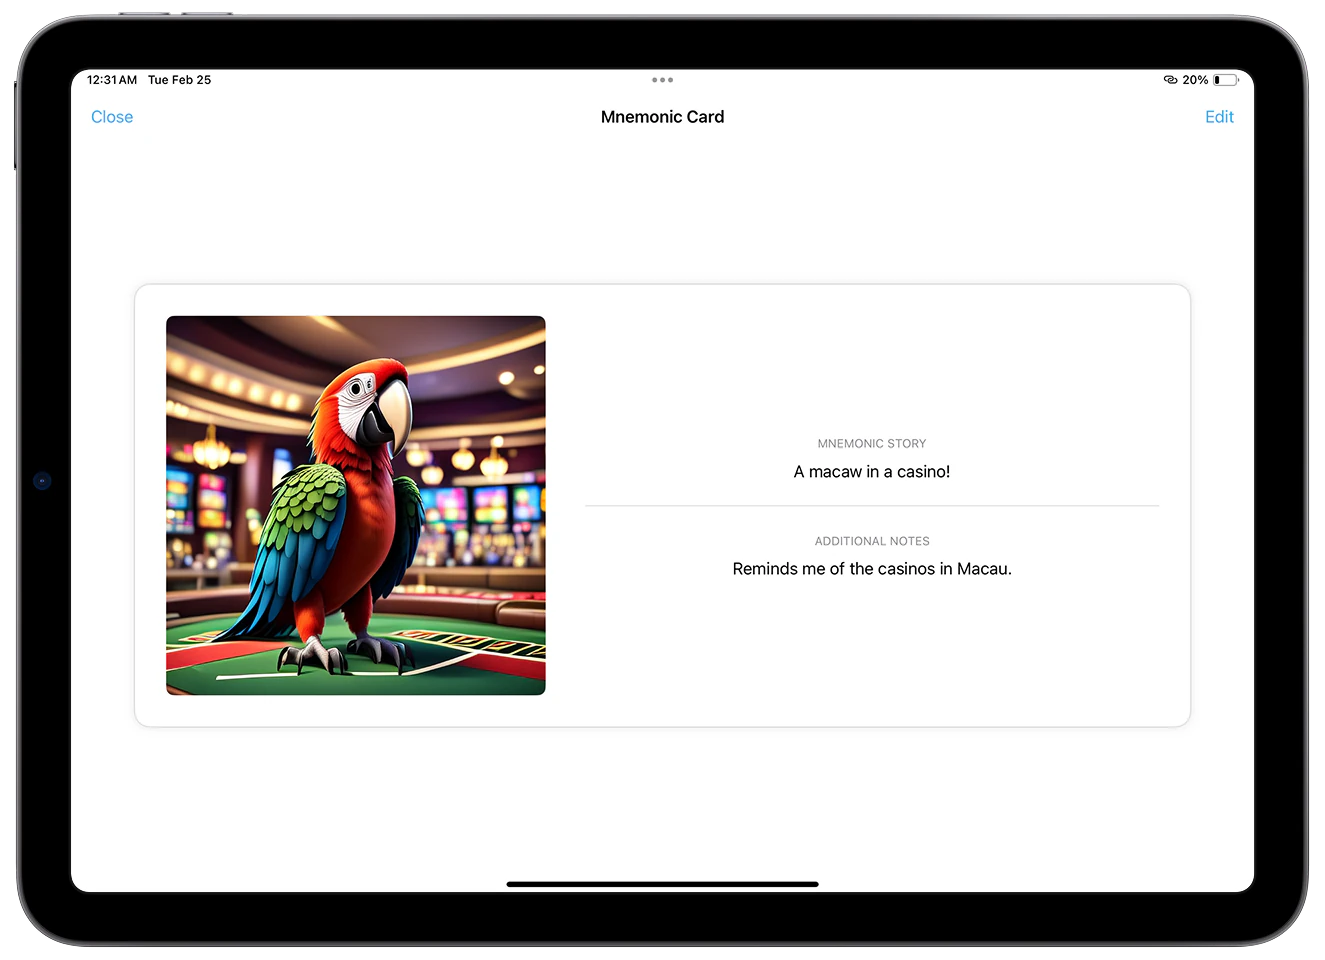 12:31 AM Tue Feb 25
20%
Close
Mnemonic Card
Edit
MNEMONIC STORY
A macaw in a casino!
ADDITIONAL NOTES
Reminds me of the casinos in Macau.